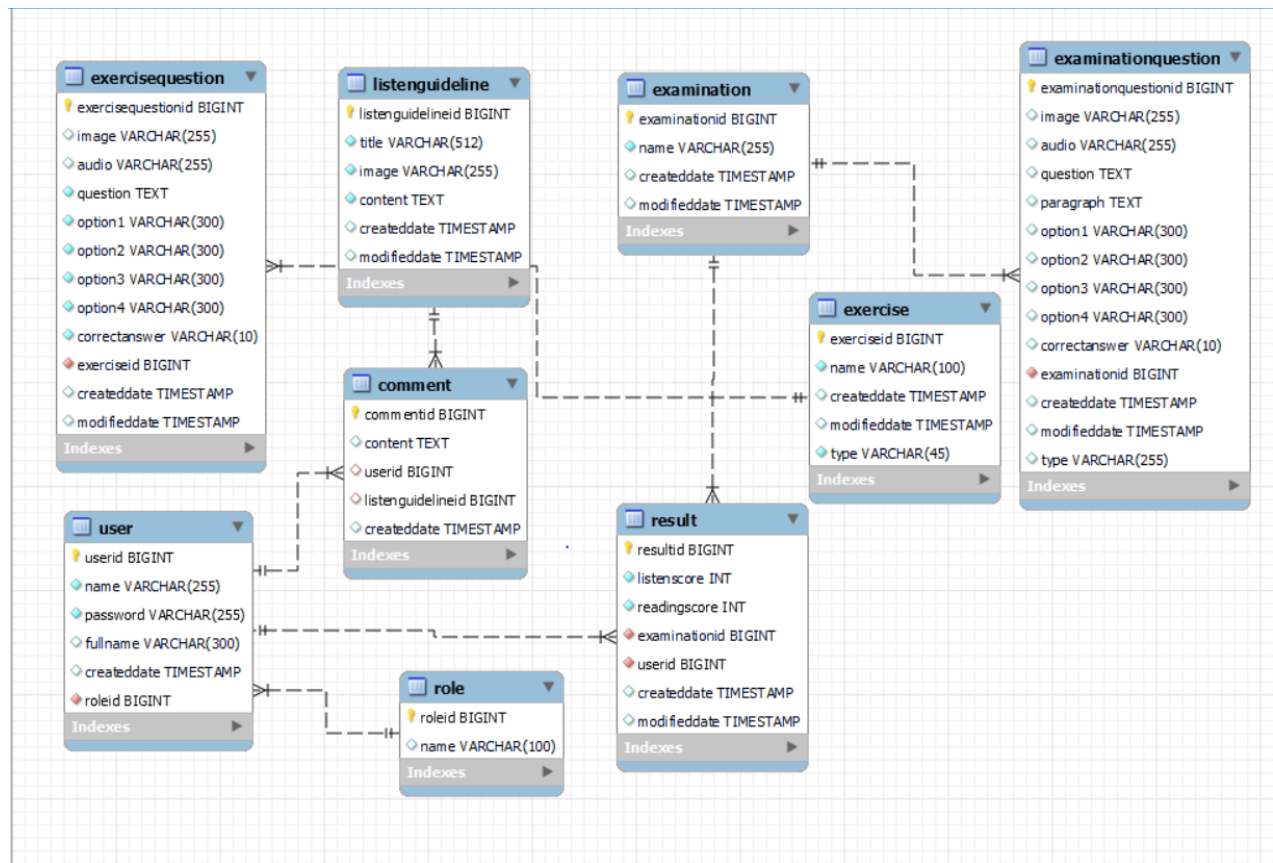 exercisequestion
exercisequestionid BIGINT
image VARCHAR(255)
audio VARCHAR(255)
question TEXT
option1 VARCHAR(300)
option2 VARCHAR(300)
option3 VARCHAR(300)
option4 VARCHAR(300)
correctanswer VARCHAR(10)
exerciseid BIGINT
createddate TIMESTAMP
modifieddate TIMESTAMP
Indexes
listenguideline
listenguidelineid BIGINT
title VARCHAR(512)
image VARCHAR(255)
content TEXT
createddate TIMESTAMP
modifieddate TIMESTAMP
Indexes
examination
examinationid BIGINT
name VARCHAR(255)
createddate TIMESTAMP
modifieddate TIMESTAMP
Indexes
examinationquestion
examinationquestionid BIGINT
image VARCHAR(255)
audio VARCHAR(255)
question TEXT
paragraph TEXT
option1 VARCHAR(300)
option2 VARCHAR(300)
option3 VARCHAR(300)
option4 VARCHAR(300)
correctanswer VARCHAR(10)
examinationid BIGINT
createddate TIMESTAMP
modifieddate TIMESTAMP
type VARCHAR(255)
Indexes
exercise
exerciseid BIGINT
name VARCHAR(100)
createddate TIMESTAMP
modifieddate TIMESTAMP
type VARCHAR(45)
Indexes
comment
commentid BIGINT
content TEXT
userid BIGINT
listenguidelineid BIGINT
createddate TIMESTAMP
Indexes
user
userid BIGINT
name VARCHAR(255)
password VARCHAR(255)
fullname VARCHAR(300)
createddate TIMESTAMP
roleid BIGINT
Indexes
result
resultid BIGINT
listenscore INT
readingscore INT
examinationid BIGINT
userid BIGINT
createddate TIMESTAMP
modifieddate TIMESTAMP
Indexes
role
roleid BIGINT
name VARCHAR(100)
Indexes